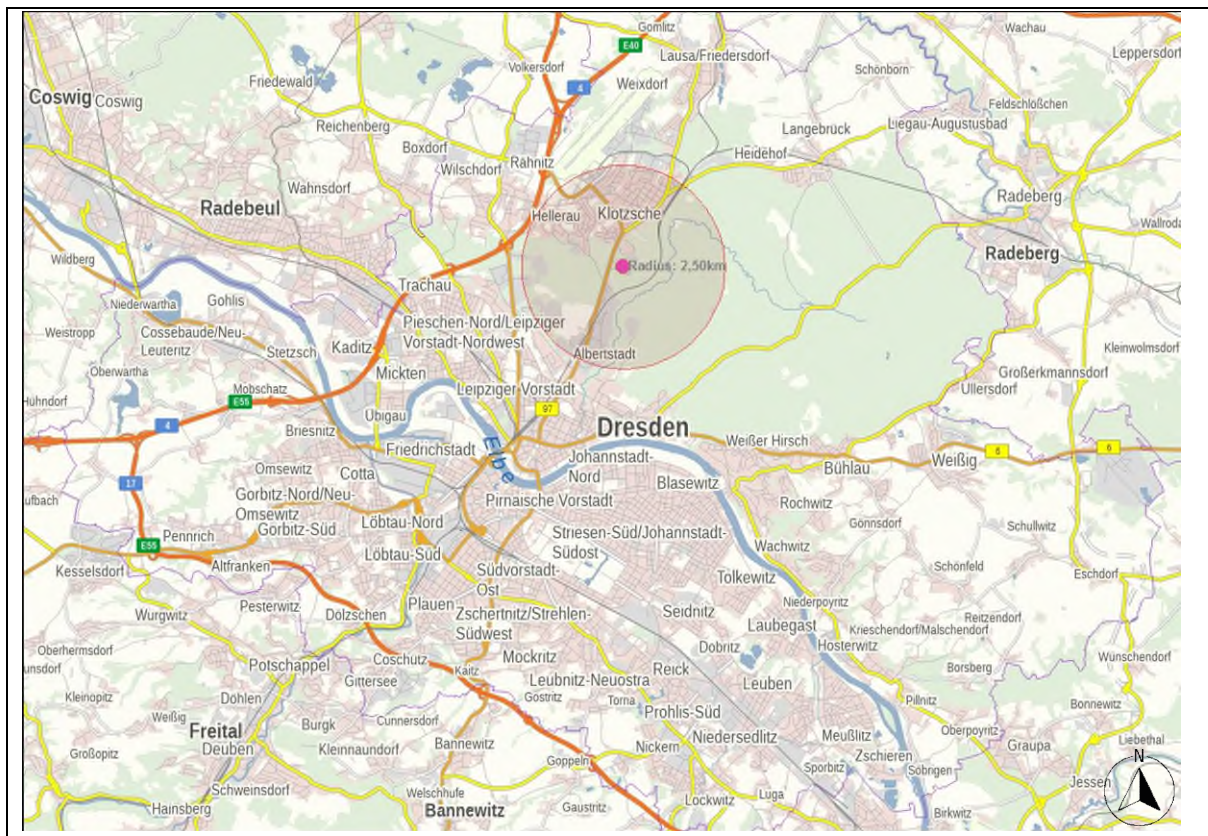 Gomlitz
Wachau
E40
Lausa/Friedersdorf
Leppersdorf
Volkersdorf
Schönborn
Friedewald
4
Weixdorf
Coswig
Coswig
Feldschlößchen
Reichenberg
Langebrück
Liegau-Augustusbad
Boxdorf
Rähnitz
Heidehof
Wilschdorf
Wahnsdorf
Radeberg
Radebeul
Hellerau
Klotzsche
Wallroda
Radeberg
Wildberg
Radius: 2,50km
Trachau
Niederwartha
Gohlis
Weistropp
Cossebaude/Neu-
Leuteritz
Pieschen-Nord/Leipziger
Vorstadt-Nordwest
Stetzsch
Kaditz
Albertstadt
Kleinwolmsdorf
2
Oberwartha
Mickten
Großerkmannsdorf
Mobschatz
Leipziger Vorstadt
Ullersdorf
Huhndorf
E55
Übigau
97
4
Briesnitz
Dresden
Friedrichstadt
Elbe
Weißer Hirsch
6
6
Omsewitz
Cotta
Johannstadt-
Nord
Bühlau
Weißig
17
Blasewitz
ufbach
Gorbitz-Nord/Neu-
Omsewitz
Pirnaische Vorstadt
Rochwitz
Gorbitz-Süd
Löbtau-Nord
Gönnsdorf
Schullwitz
Pennrich
Striesen-Süd/Johannstadt-
Südost
E55
Löbtau-Süd
Wachwitz
Kesselsdorf
Altfranken
Südvorstadt-
Ost
Schönfeld
Eschdorf
Tolkewitz
Pesterwitz
Plauen
Niederpoyritz
Wurgwitz
Dölzschen
Zschertnitz/Strehlen-
Südwest
Seidnitz
Laubegast
Reitzendorf
Krieschendorf/Malschendorf
Oberhermsdorf
Dobritz
Hosterwitz
unsdorf
Potschappel
Coschütz
Mockritz
Wünschendorf
Kaitz
Reick
Gittersee
Leubnitz-Neuostra
Borsberg
Kleinopitz
Döhlen
Gostritz
Torna
Leuben
Pillnitz
Bonnewitz
Weißig
Burgk
Cunnersdorf
Prohlis-Süd
Freital
Meußlitz
Oberpoyritz
Großopitz
Deuben
Kleinnaundorf
Bannewitz
Nickern
Niedersedlitz
Graupa
Liebethal
Goppeln
Zschieren
N
Sporbitz
Söbrigen
Schweinsdorf
Welschhufe
Luga
Jessen
Hainsberg
Bannewitz
Gaustritz
Lockwitz
Birkwitz